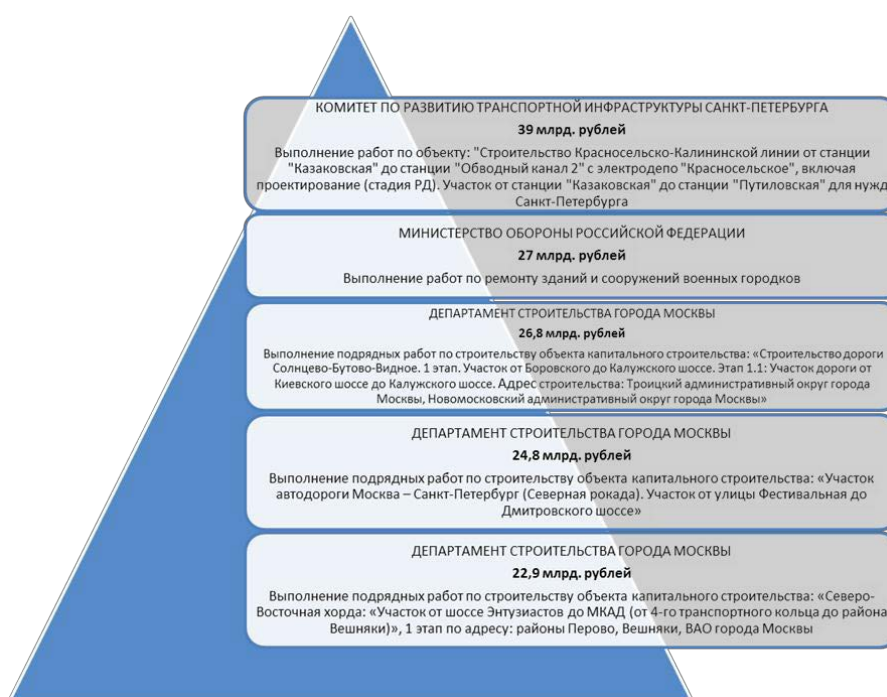 КОМИТЕТ ПО РАЗВИТИЮ ТРАНСПОРТНОЙ ИНФРАСТРУКТУРЫ САНКТ-ПЕТЕРБУРГА
39 млрд. рублей
Выполнение работ по объекту: "Строительство Красносельско-Калининской линии от станции
"Казаковская" до станции "Обводный канал 2" с электродепо "Красносельское", включая
проектирование (стадия РД). Участок от станции "Казаковская" до станции "Путиловская" для нужд
Санкт-Петербурга
МИНИСТЕРСТВО ОБОРОНЫ РОССИЙСКОЙ ФЕДЕРАЦИИ
27 млрд. рублей
Выполнение работ по ремонту зданий и сооружений военных городков
ДЕПАРТАМЕНТ СТРОИТЕЛЬСТВА ГОРОДА МОСКВЫ
26,8 млрд. рублей
Выполнение подрядных работ по строительству объекта капитального строительства: «Строительство дороги
Солнцево-Бутово-Видное. 1 этап. Участок от Боровского до Калужского шоссе. Этап 1.1: Участок дороги от
Киевского шоссе до Калужского шоссе. Адрес строительства: Троицкий административный округ города
Москвы, Новомосковский административный округ города Москвы»
ДЕПАРТАМЕНТ СТРОИТЕЛЬСТВА ГОРОДА МОСКВЫ
24,8 млрд. рублей
Выполнение подрядных работ по строительству объекта капитального строительства: «Участок
автодороги Москва – Санкт-Петербург (Северная рокада). Участок от улицы Фестивальная до
Дмитровского шоссе»
ДЕПАРТАМЕНТ СТРОИТЕЛЬСТВА ГОРОДА МОСКВЫ
22,9 млрд. рублей
Выполнение подрядных работ по строительству объекта капитального строительства: «Северо-
Восточная хорда: «Участок от шоссе Энтузиастов до МКАД (от 4-го транспортного кольца до района
Вешняки)», 1 этап по адресу: районы Перово, Вешняки, ВАО города Москвы